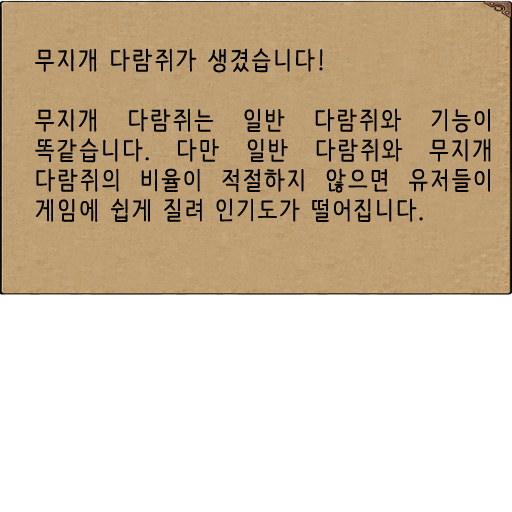 무지개 다람쥐가 생겼습니다!
무지개 다람쥐는 일반 다람쥐와 기능이
똑같습니다. 다만 일반 다람쥐와 무지개
다람쥐의 비율이 적절하지 않으면 유저들이
게임에 쉽게 질려 인기도가 떨어집니다.